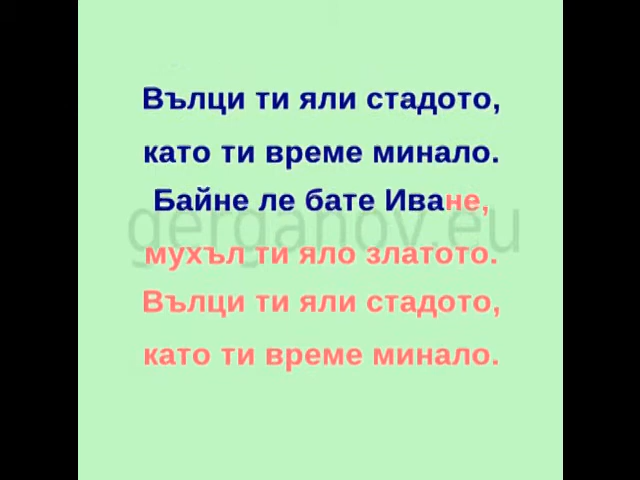 Вълци ти яли стадото,
като ти време минало.
Байне ле бате Иване,
gerganov.eu
мухъл ти яло златото.
Вълци ти яли стадото,
като ти време минало.